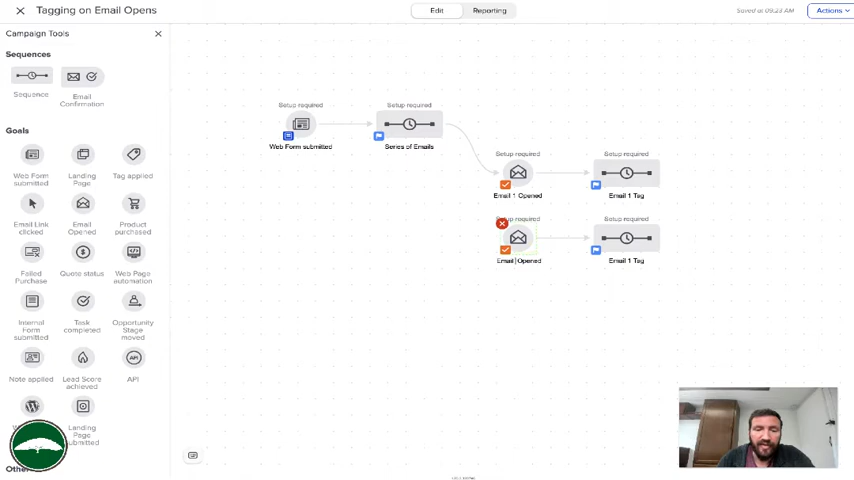 Tagging on Email Opens
Edit
Reporting
Saved at 09:23 AM
Actions
Campaign Tools
Sequences
Sequence
Email
Confirmation
Goals
Web Form
submitted
Landing
Page
Tag applied
Email Link
clicked
Email
Opened
Product
purchased
Failed
Purchase
Quote status
Web Page
automation
Internal
Form
submitted
Task
completed
Opportunity
Stage
moved
Note applied
Lead Score
achieved
API
API
Landing
Page
submitted
Setup required
Web Form submitted
Setup required
Series of Emails
Setup required
Email 1 Opened
Setup required
Email 1 Tag
Setup required
Email Opened
Setup required
Email 1 Tag